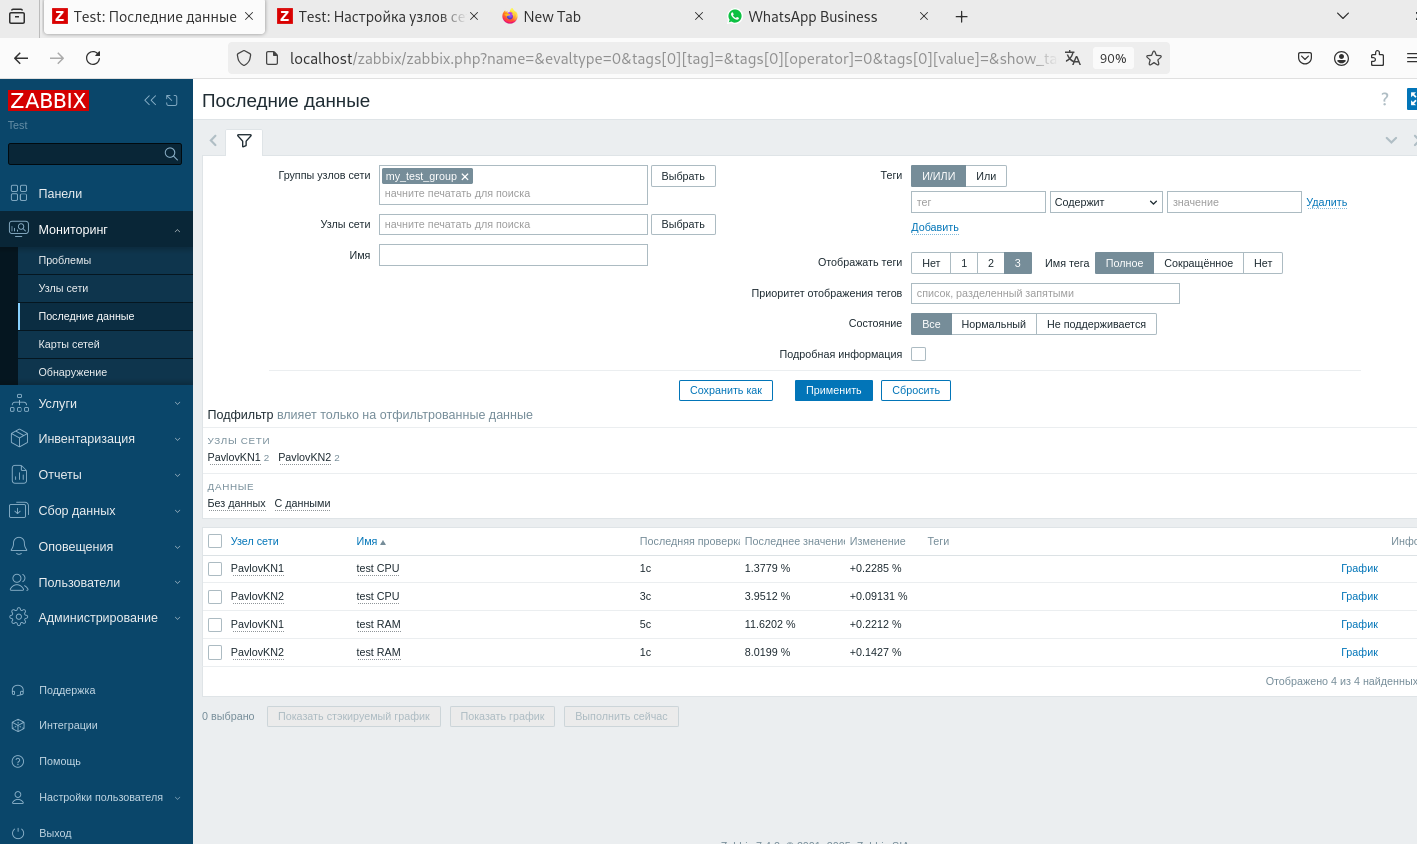 Test: Последние данные
Test: Настройка узлов се
New Tab
WhatsApp Business
localhost/zabbix/zabbix.php?name=&evaltype=0&tags[0][tag]=&tags[0][operator]=0&tags[0][value]=&show_ta
90%
ZABBIX
Test
Панели
Мониторинг
Проблемы
Узлы сети
Последние данные
Карты сетей
Обнаружение
Услуги
Инвентаризация
Отчеты
Сбор данных
Оповещения
Пользователи
Администрирование
Поддержка
Интеграции
Помощь
Настройки пользователя
Выход
Последние данные
?
Группы узлов сети my_test_group Выбрать
начните печатать для поиска
Узлы сети начните печатать для поиска Выбрать
Имя
Теги И/ИЛИ Или
тег Содержит значение Удалить
Добавить
Отображать теги Нет 1 2 3 Имя тега Полное Сокращённое Нет
Приоритет отображения тегов список, разделенный запятыми
Состояние Все Нормальный Не поддерживается
Подробная информация
Сохранить как Применить Сбросить
Подфильтр влияет только на отфильтрованные данные
УЗЛЫ СЕТИ
PavlovKN1 2 PavlovKN2 2
ДАННЫЕ
Без данных С данными
Узел сети Имя Последняя проверка Последнее значение Изменение Теги Инфо
PavlovKN1 test CPU 1с 1.3779 % +0.2285 % График
PavlovKN2 test CPU 3с 3.9512 % +0.09131 % График
PavlovKN1 test RAM 5с 11.6202 % +0.2212 % График
PavlovKN2 test RAM 1с 8.0199 % +0.1427 % График
Отображено 4 из 4 найденных
0 выбрано Показать стэкируемый график Показать график Выполнить сейчас